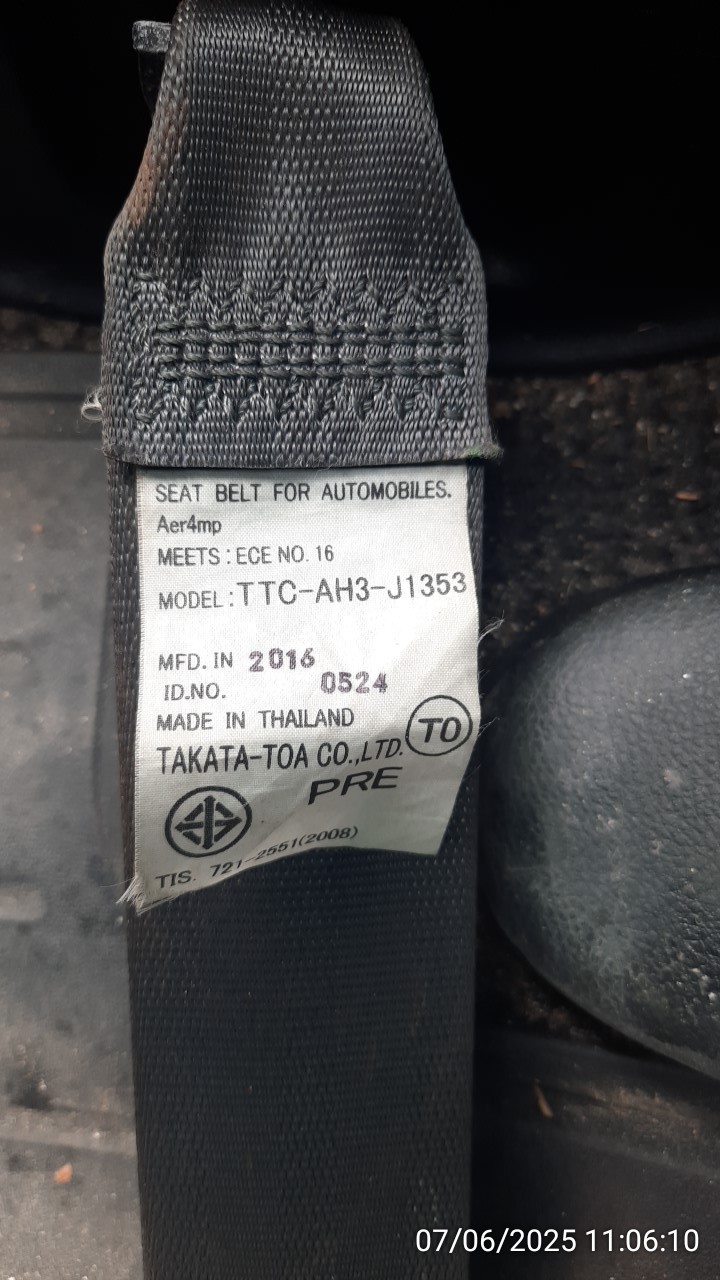 SEAT BELT FOR AUTOMOBILES.
Aer4mp
MEETS : ECE NO. 16
MODEL : TTC-AH3-J1353
MFD. IN 2016
ID.NO. 0524
MADE IN THAILAND
TAKATA-TOA CO.,LTD. TO
PRE
TIS. 721-2551(2008)
07/06/2025 11:06:10